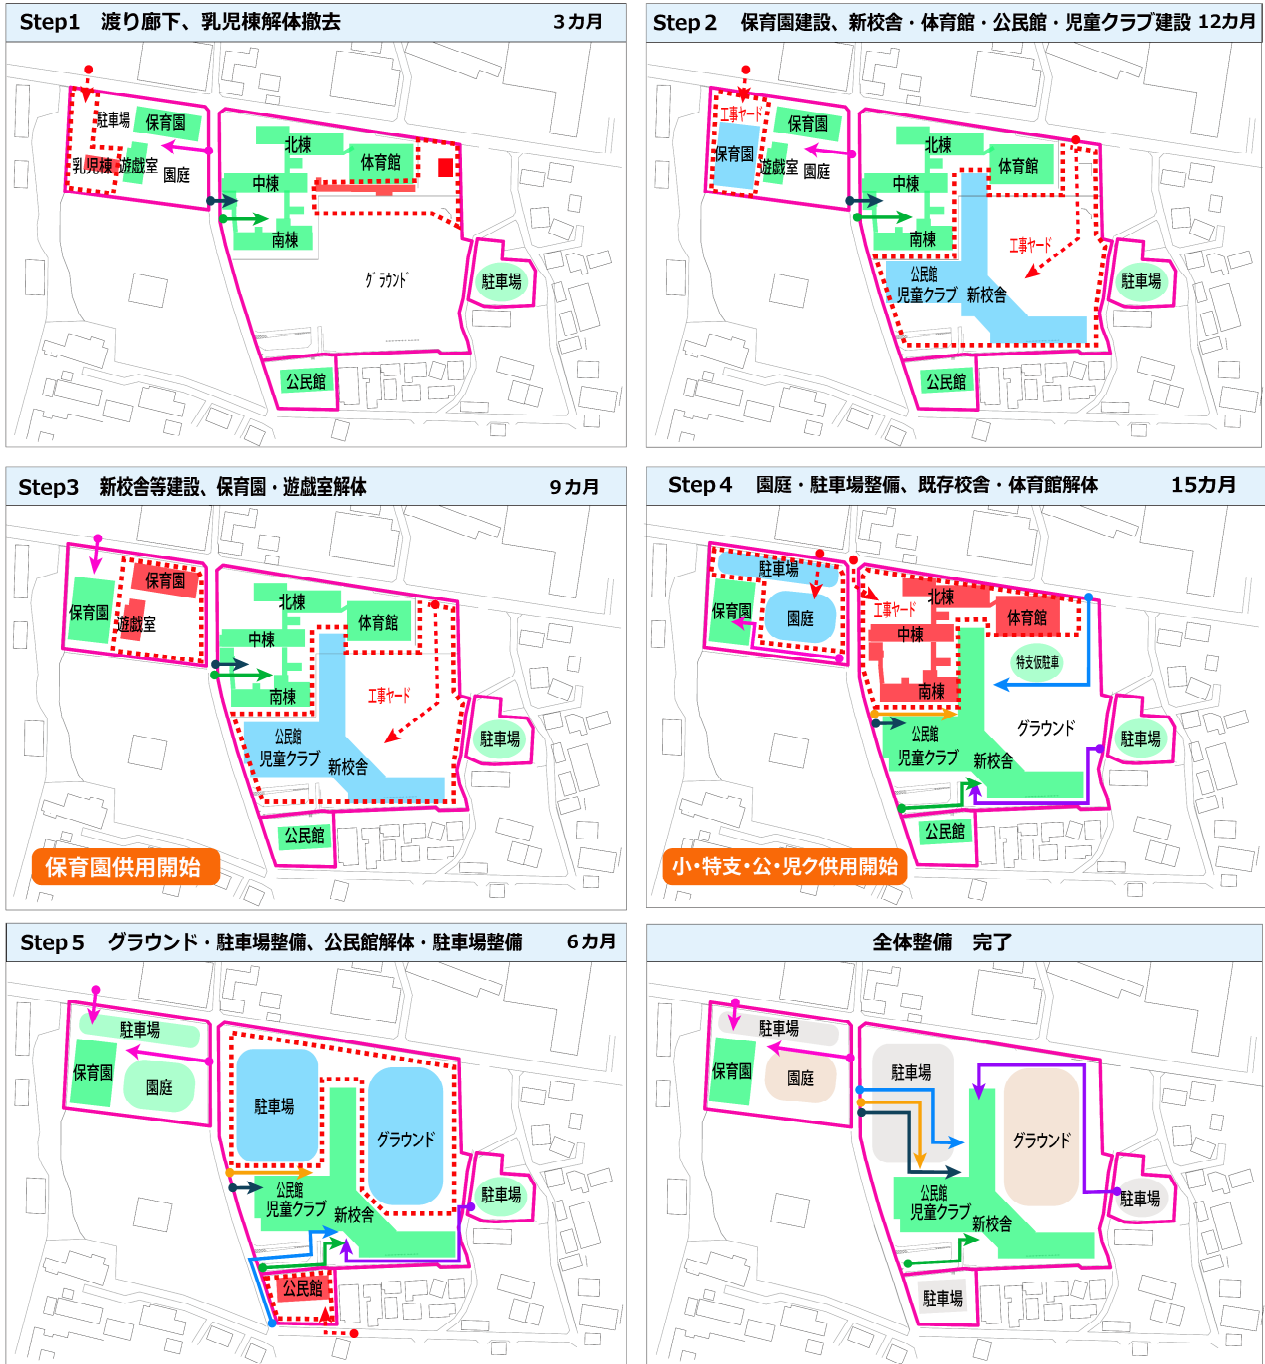 Step1 渡り廊下、乳児棟解体撤去 3カ月
駐車場
保育園
乳児棟
遊戯室
園庭
北棟
体育館
中棟
南棟
グラウンド
駐車場
公民館
Step2 保育園建設、新校舎・体育館・公民館・児童クラブ建設 12カ月
工事ヤード
保育園
保育園
遊戯室
園庭
北棟
体育館
中棟
南棟
工事ヤード
公民館
児童クラブ
新校舎
駐車場
公民館
Step3 新校舎等建設、保育園・遊戯室解体 9カ月
保育園
保育園
遊戯室
北棟
体育館
中棟
南棟
工事ヤード
公民館
児童クラブ
新校舎
駐車場
公民館
保育園供用開始
Step4 園庭・駐車場整備、既存校舎・体育館解体 15カ月
駐車場
保育園
園庭
工事ヤード
北棟
体育館
中棟
特支仮駐車
南棟
グラウンド
公民館
児童クラブ
新校舎
駐車場
公民館
小・特支・公・児ク供用開始
Step5 グラウンド・駐車場整備、公民館解体・駐車場整備 6カ月
駐車場
保育園
園庭
駐車場
グラウンド
公民館
児童クラブ
新校舎
駐車場
公民館
全体整備 完了
駐車場
保育園
園庭
駐車場
グラウンド
公民館
児童クラブ
新校舎
駐車場
駐車場